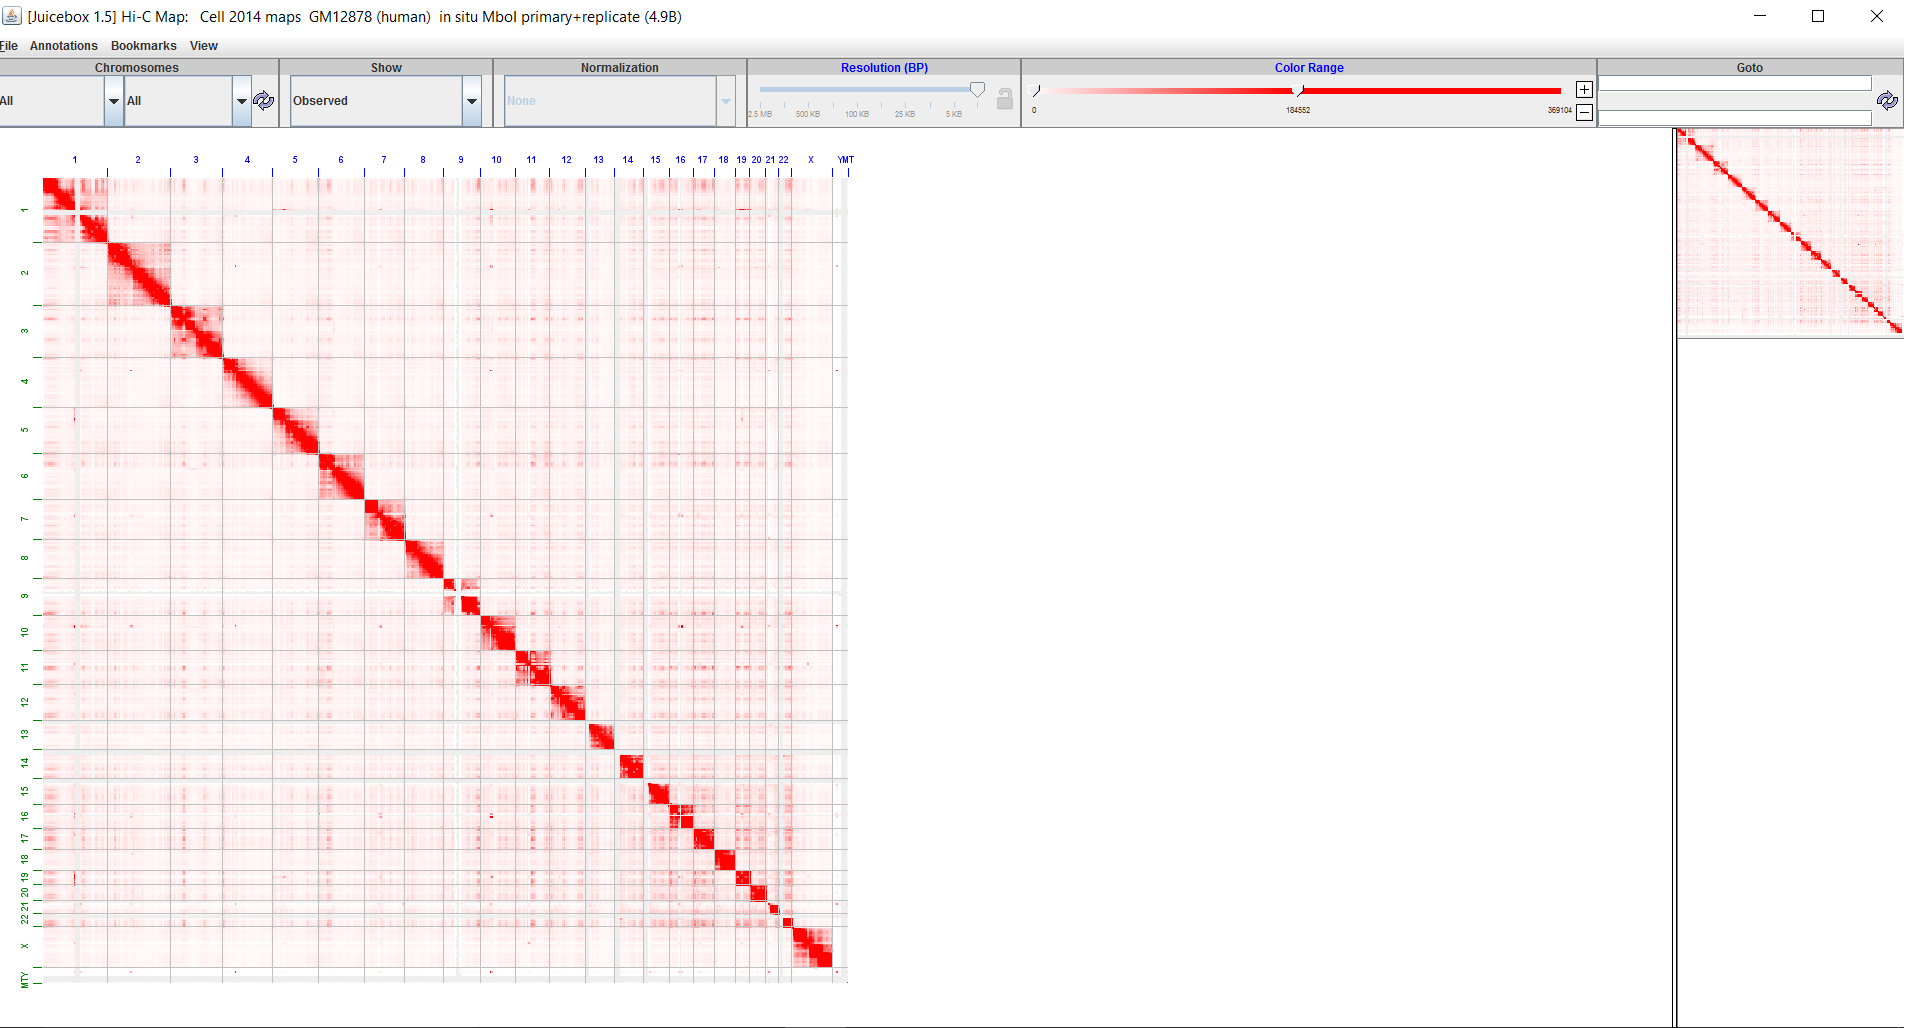 [Juicebox 1.5] Hi-C Map: Cell 2014 maps GM12878 (human) in situ MboI primary+replicate (4.9B)
File Annotations Bookmarks View
Chromosomes Show Normalization Resolution (BP) Color Range Goto
All All Observed None
2.5 MB 500 KB 100 KB 25 KB 5 KB
0 184552 369104
1 2 3 4 5 6 7 8 9 10 11 12 13 14 15 16 17 18 19 20 21 22 X YMT
1
2
3
4
5
6
7
8
9
10
11
12
13
14
15
16
17
18
19
20
21
22
X
MTY